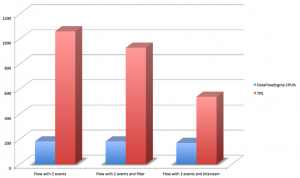 1200
1000
800
600
400
200
0
Flow with 2 events
Flow with 2 events and filter
Flow with 2 events and bitstream
DataFlowEngine CPU%
TPS